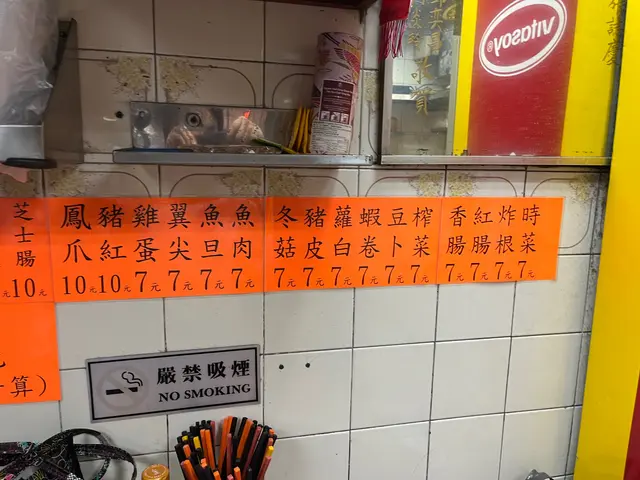 vitasoy®
芝士腸 10元
鳳爪 10元
豬紅 10元
雞蛋 7元
翼尖 7元
魚旦 7元
魚肉 7元
冬菇 7元
豬皮 7元
蘿白 7元
蝦卷 7元
豆卜 7元
榨菜 7元
香腸 7元
紅腸 7元
炸根 7元
時菜 7元
算)
嚴禁吸煙
NO SMOKING